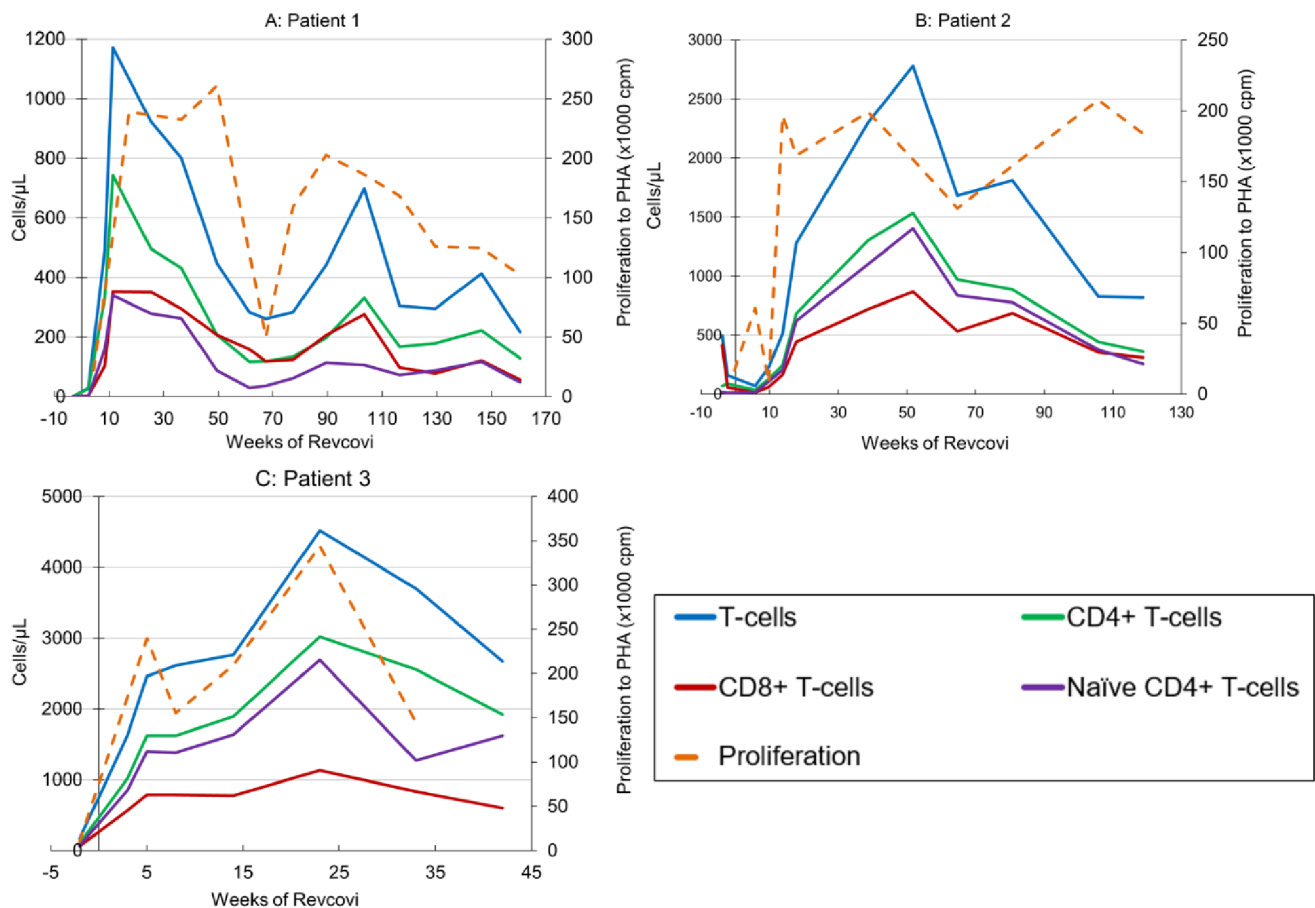 A: Patient 1
1200
1000
800
600
400
200
0
Cells/μL
300
250
200
150
100
50
0
Proliferation to PHA (x1000 cpm)
-10 10 30 50 70 90 110 130 150 170
Weeks of Revcovi
B: Patient 2
3000
2500
2000
1500
1000
500
0
Cells/μL
250
200
150
100
50
0
Proliferation to PHA (x1000 cpm)
-10 10 30 50 70 90 110 130
Weeks of Revcovi
C: Patient 3
5000
4000
3000
2000
1000
0
Cells/μL
400
350
300
250
200
150
100
50
0
Proliferation to PHA (x1000 cpm)
-5 5 15 25 35 45
Weeks of Revcovi
T-cells
CD4+ T-cells
CD8+ T-cells
Naïve CD4+ T-cells
Proliferation